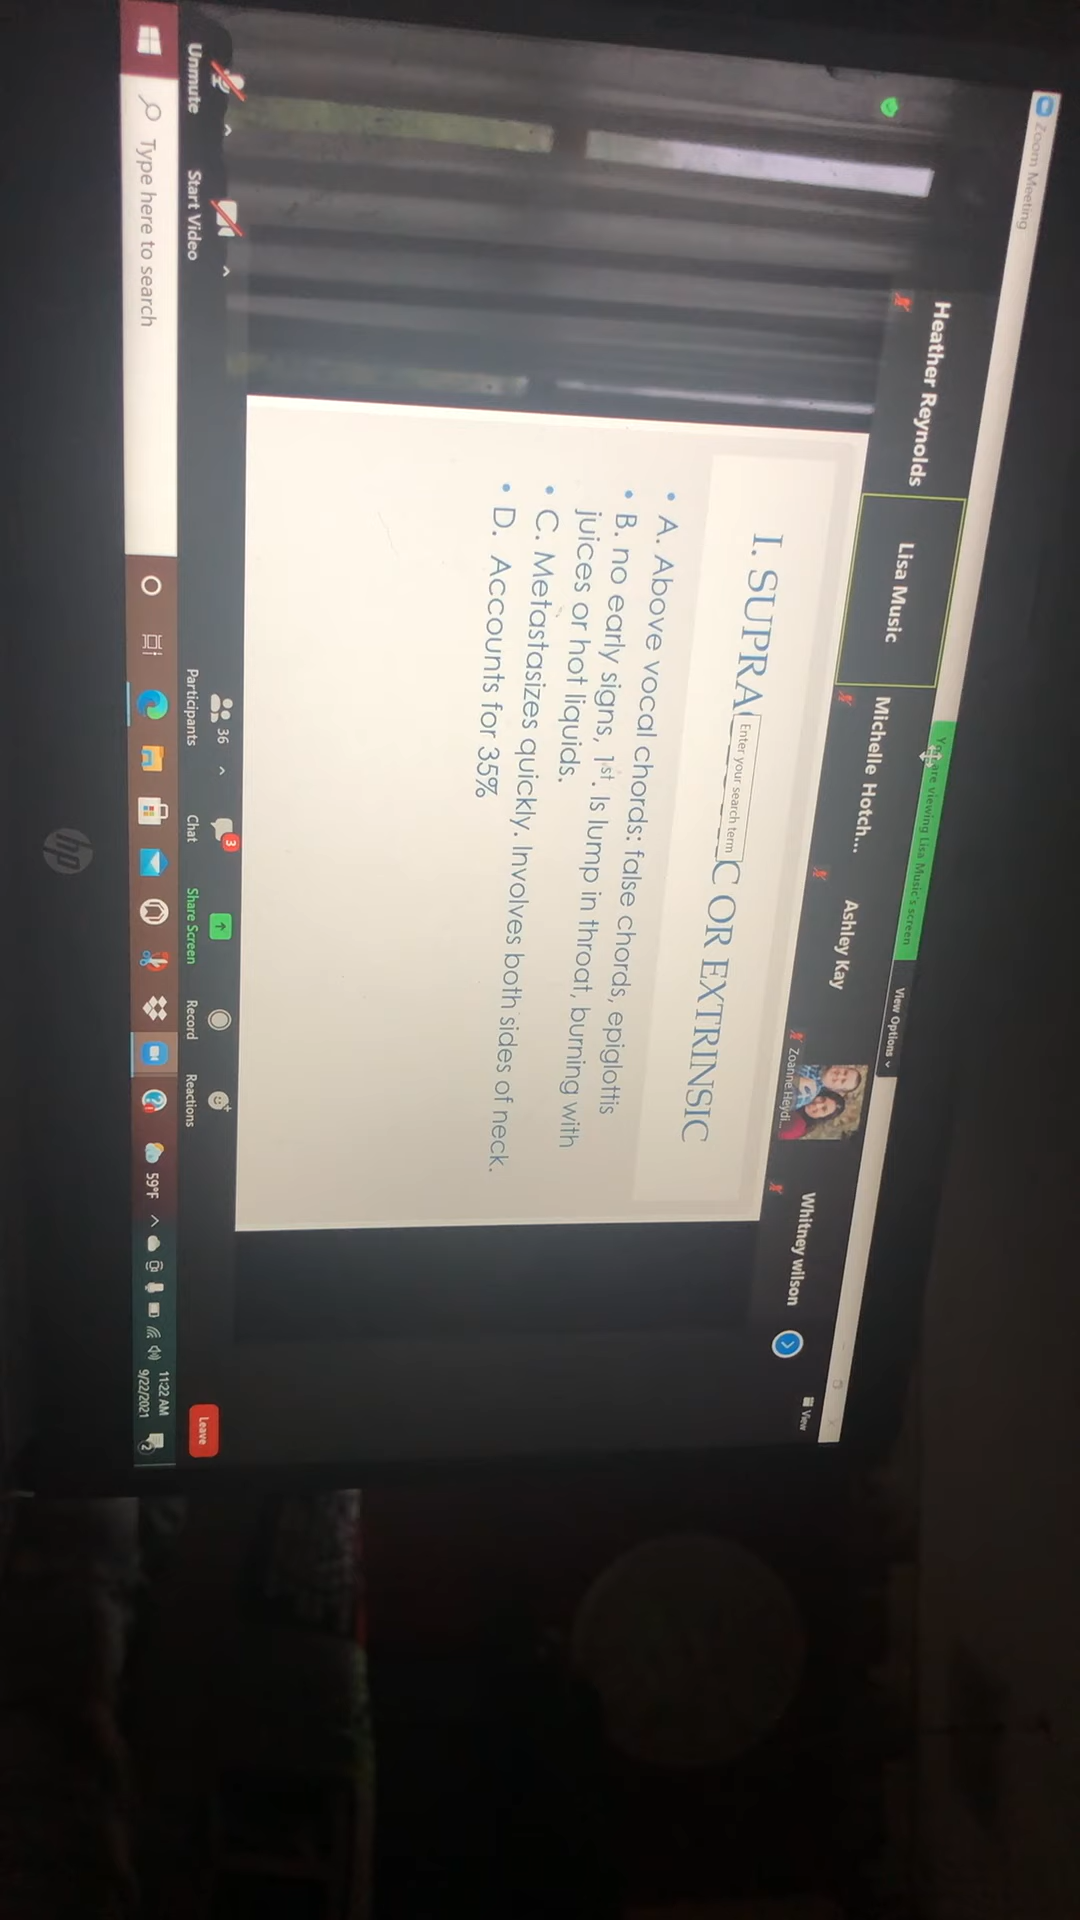 Zoom Meeting
You are viewing Lisa Music's screen
View Options
View
Heather Reynolds
Lisa Music
Michelle Hotch...
Ashley Kay
Zoanne Heydi...
Whitney wilson
I. SUPRA
C OR EXTRINSIC
Enter your search term
• A. Above vocal chords: false chords, epiglottis
• B. no early signs, 1st. Is lump in throat, burning with
juices or hot liquids.
• C. Metastasizes quickly. Involves both sides of neck.
• D. Accounts for 35%
Unmute
Start Video
Participants
36
Chat
3
Share Screen
Record
Reactions
Leave
Type here to search
59°F
11:22 AM
9/22/2021
2
hp